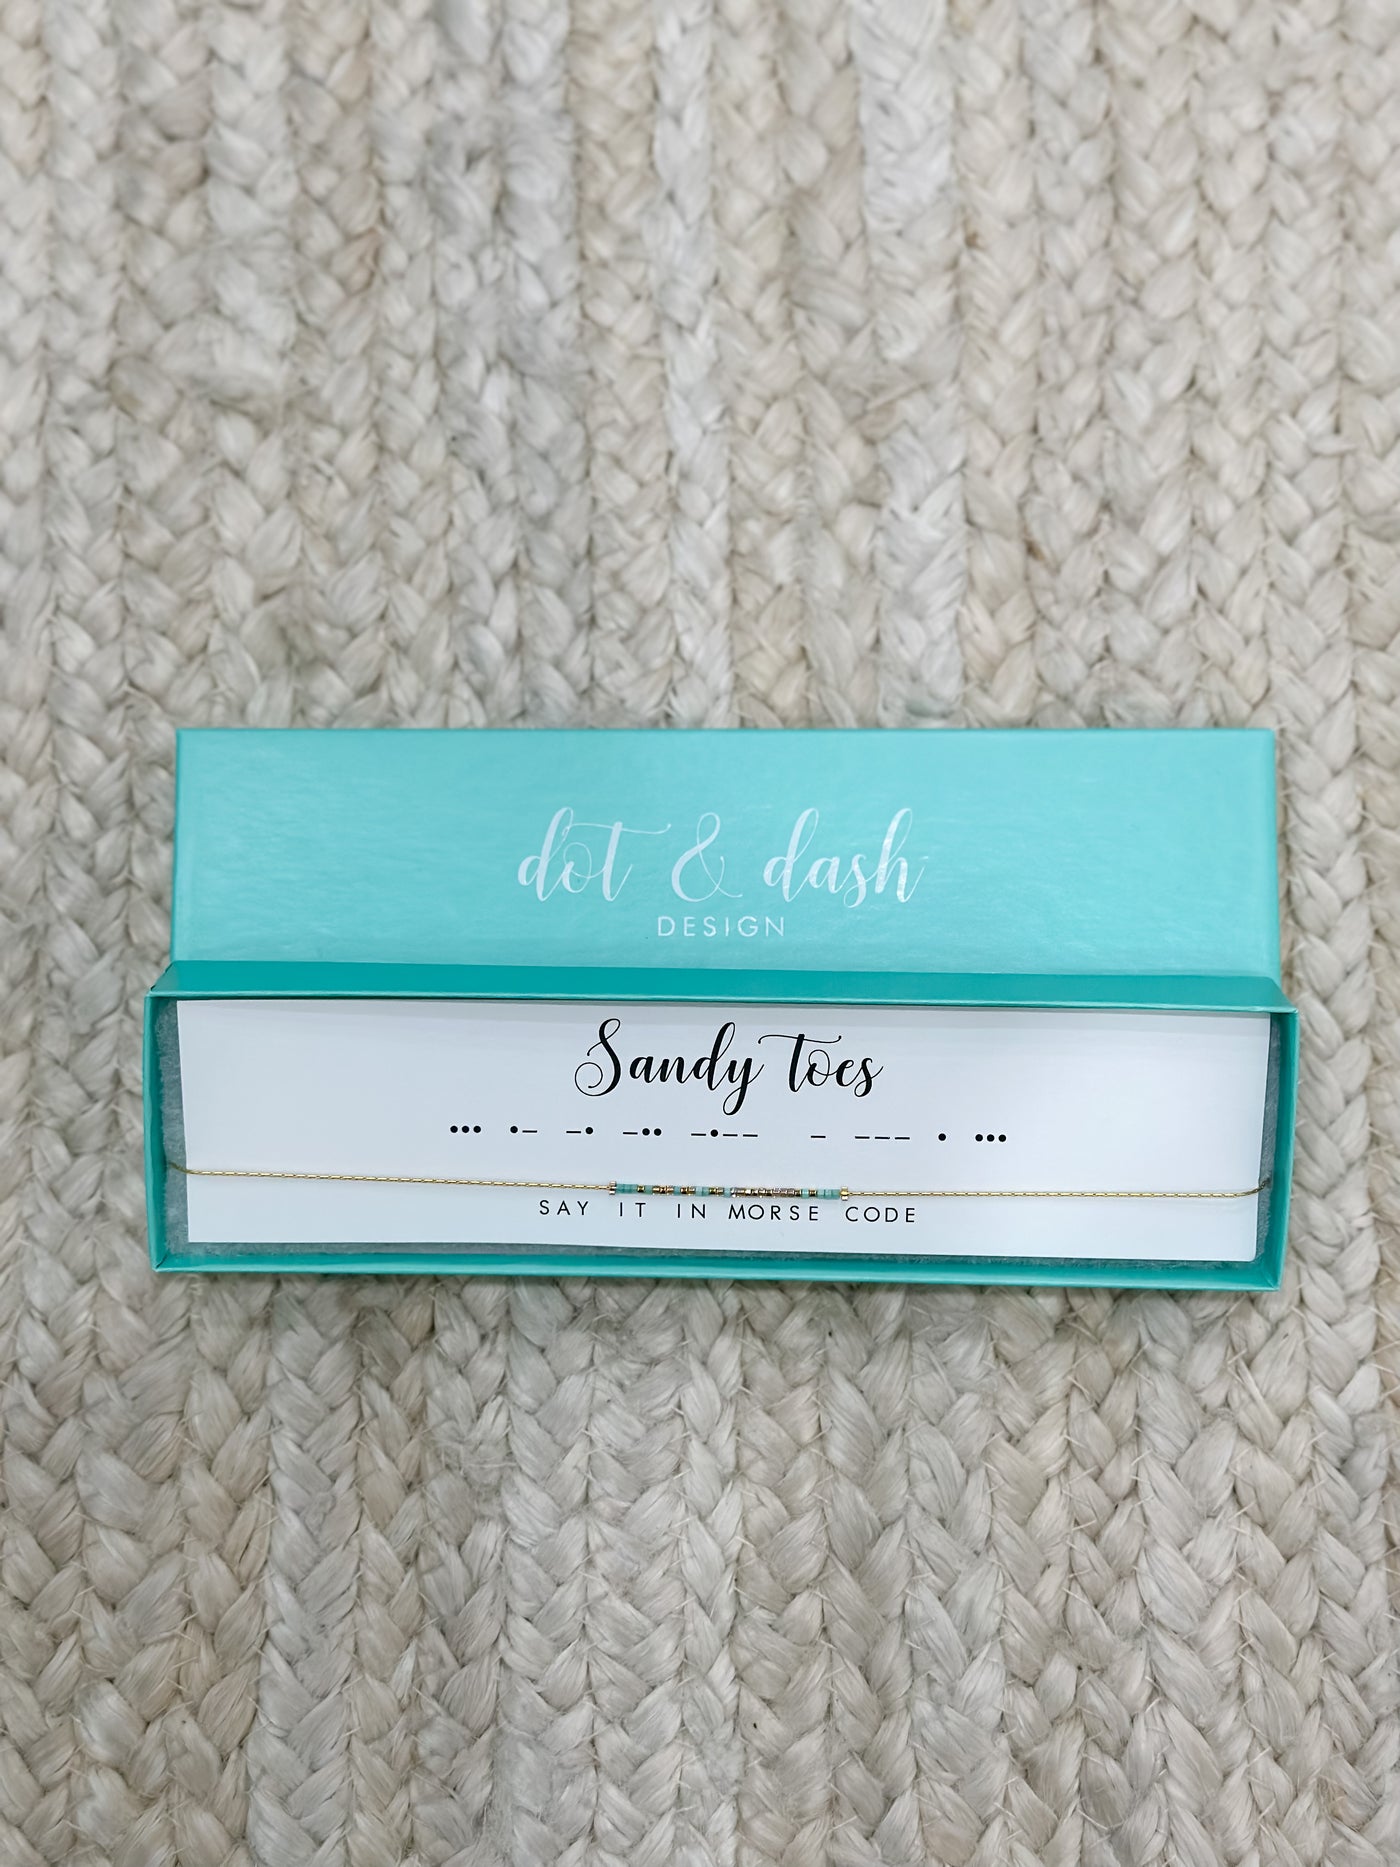 dot & dash
DESIGN
Sandy toes
••• •– –• –•• –•–– – ––– • •••
SAY IT IN MORSE CODE